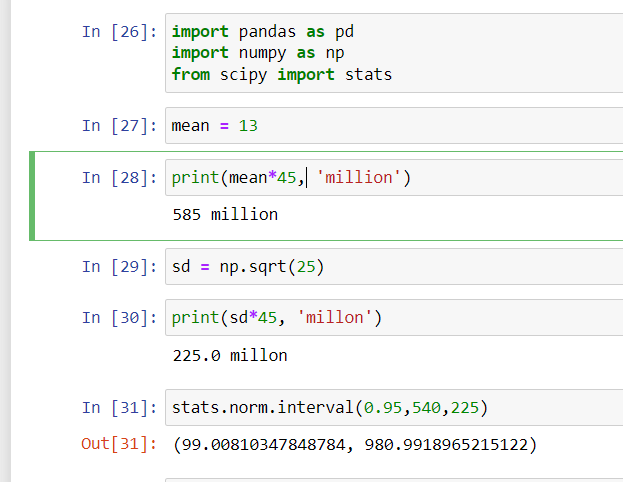 In [26]: import pandas as pd
import numpy as np
from scipy import stats
In [27]: mean = 13
In [28]: print(mean*45, 'million')
585 million
In [29]: sd = np.sqrt(25)
In [30]: print(sd*45, 'millon')
225.0 millon
In [31]: stats.norm.interval(0.95,540,225)
Out[31]: (99.00810347848784, 980.9918965215122)